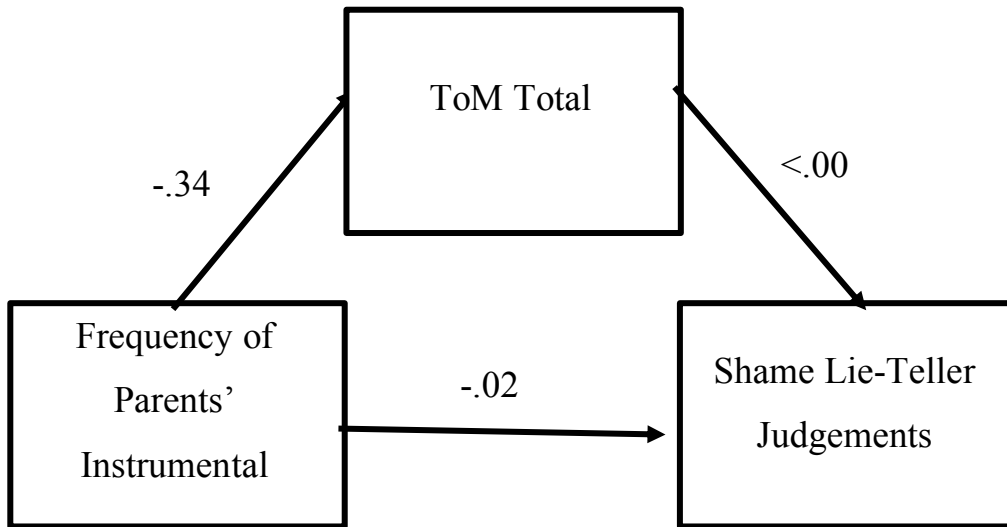 ToM Total
-.34
<.00
Frequency of
Parents’
Instrumental
-.02
Shame Lie-Teller
Judgements